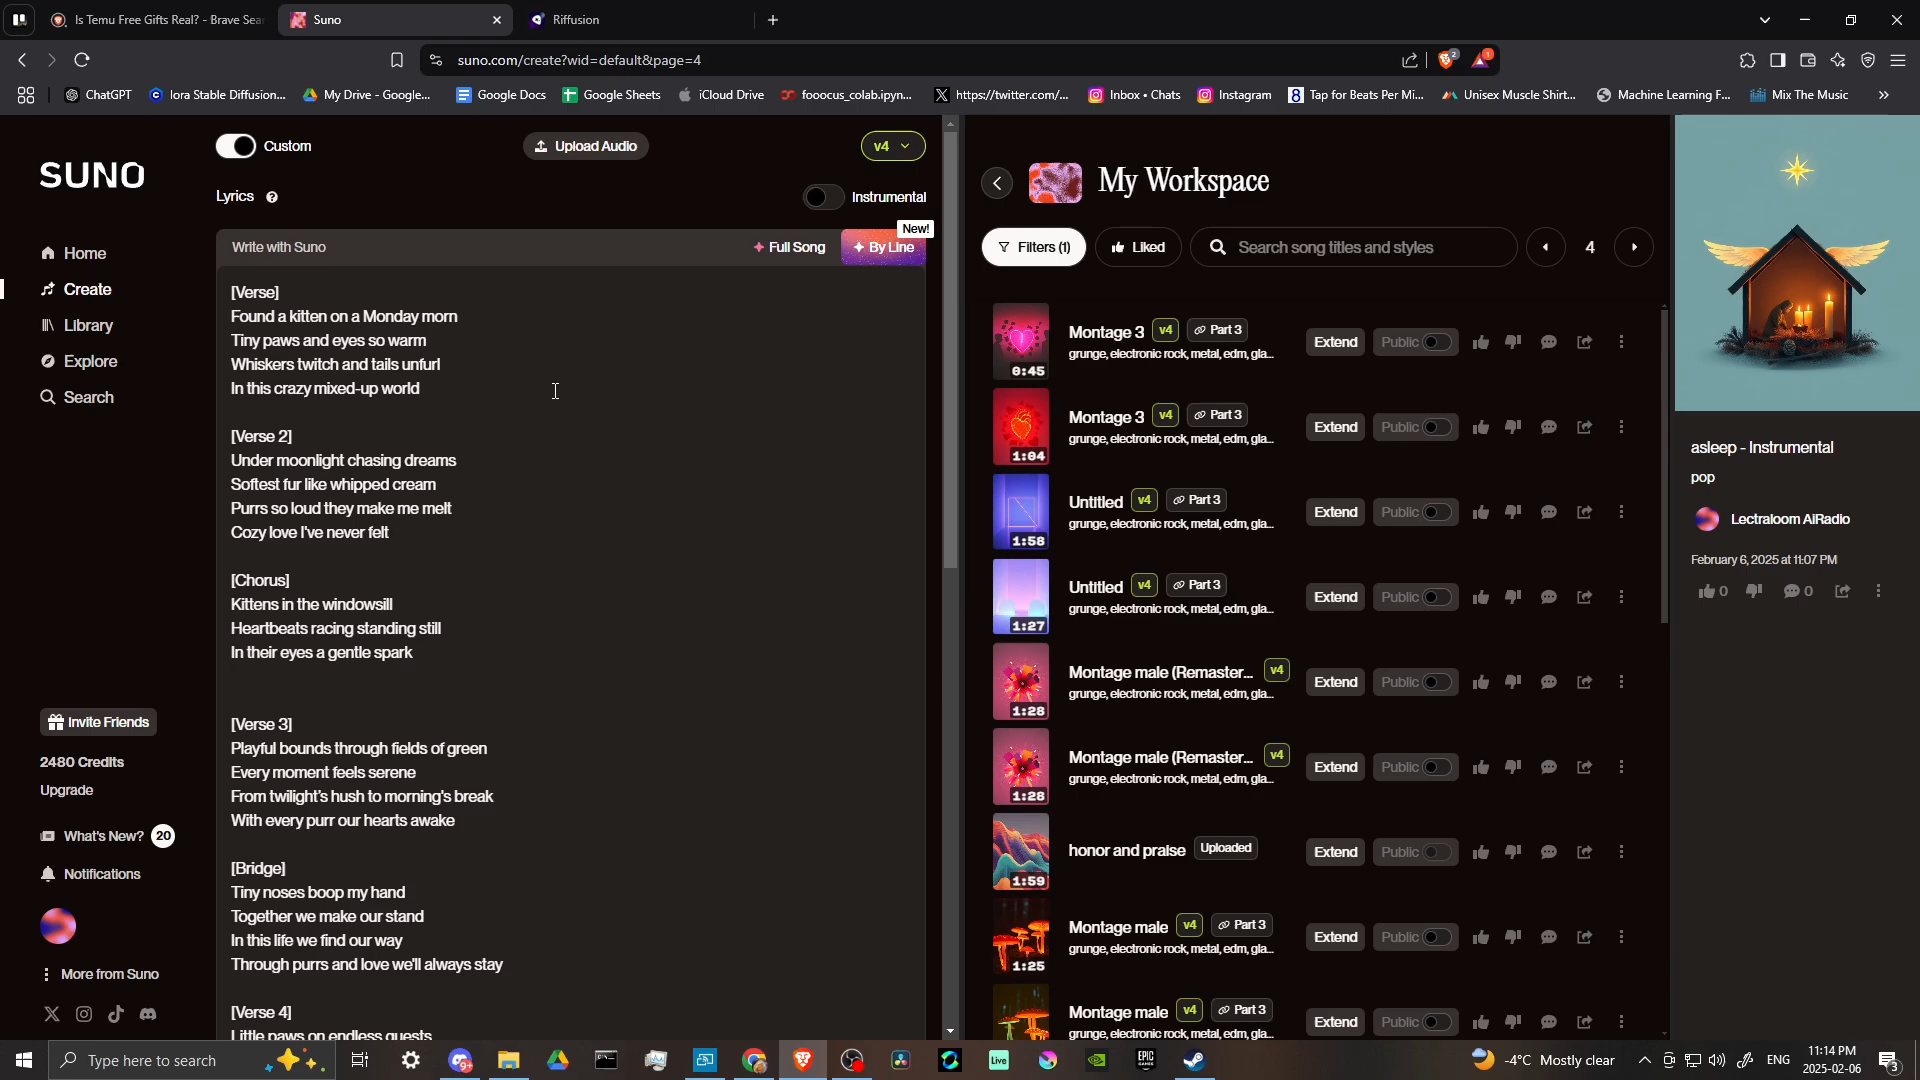 Is Temu Free Gifts Real? - Brave Sea
Suno
Riffusion
suno.com/create?wid=default&page=4
2
1
ChatGPT
lora Stable Diffusion...
My Drive - Google...
Google Docs
Google Sheets
iCloud Drive
fooocus_colab.ipyn...
https://twitter.com/...
Inbox • Chats
Instagram
8 Tap for Beats Per Mi...
Unisex Muscle Shirt...
Machine Learning F...
Mix The Music
»
SUNO
Home
Create
Library
Explore
Search
Invite Friends
2480 Credits
Upgrade
What's New? 20
Notifications
More from Suno
Custom
Upload Audio
v4
Lyrics ?
Instrumental
New!
Write with Suno
Full Song
By Line
[Verse]
Found a kitten on a Monday morn
Tiny paws and eyes so warm
Whiskers twitch and tails unfurl
In this crazy mixed-up world
[Verse 2]
Under moonlight chasing dreams
Softest fur like whipped cream
Purrs so loud they make me melt
Cozy love I've never felt
[Chorus]
Kittens in the windowsill
Heartbeats racing standing still
In their eyes a gentle spark
[Verse 3]
Playful bounds through fields of green
Every moment feels serene
From twilight's hush to morning's break
With every purr our hearts awake
[Bridge]
Tiny noses boop my hand
Together we make our stand
In this life we find our way
Through purrs and love we'll always stay
[Verse 4]
Little paws on endless quests
My Workspace
Filters (1)
Liked
Search song titles and styles
4
Montage 3 v4 Part 3
grunge, electronic rock, metal, edm, gla...
0:45
Extend
Public
Montage 3 v4 Part 3
grunge, electronic rock, metal, edm, gla...
1:04
Extend
Public
Untitled v4 Part 3
grunge, electronic rock, metal, edm, gla...
1:58
Extend
Public
Untitled v4 Part 3
grunge, electronic rock, metal, edm, gla...
1:27
Extend
Public
Montage male (Remaster... v4
grunge, electronic rock, metal, edm, gla...
1:28
Extend
Public
Montage male (Remaster... v4
grunge, electronic rock, metal, edm, gla...
1:28
Extend
Public
honor and praise Uploaded
1:59
Extend
Public
Montage male v4 Part 3
grunge, electronic rock, metal, edm, gla...
1:25
Extend
Public
Montage male v4 Part 3
grunge, electronic rock, metal, edm, gla...
Extend
Public
asleep - Instrumental
pop
Lectraloom AiRadio
February 6, 2025 at 11:07 PM
0
0
Type here to search
9+
Live
EPIC GAMES
-4°C Mostly clear
ENG
11:14 PM
2025-02-06
3